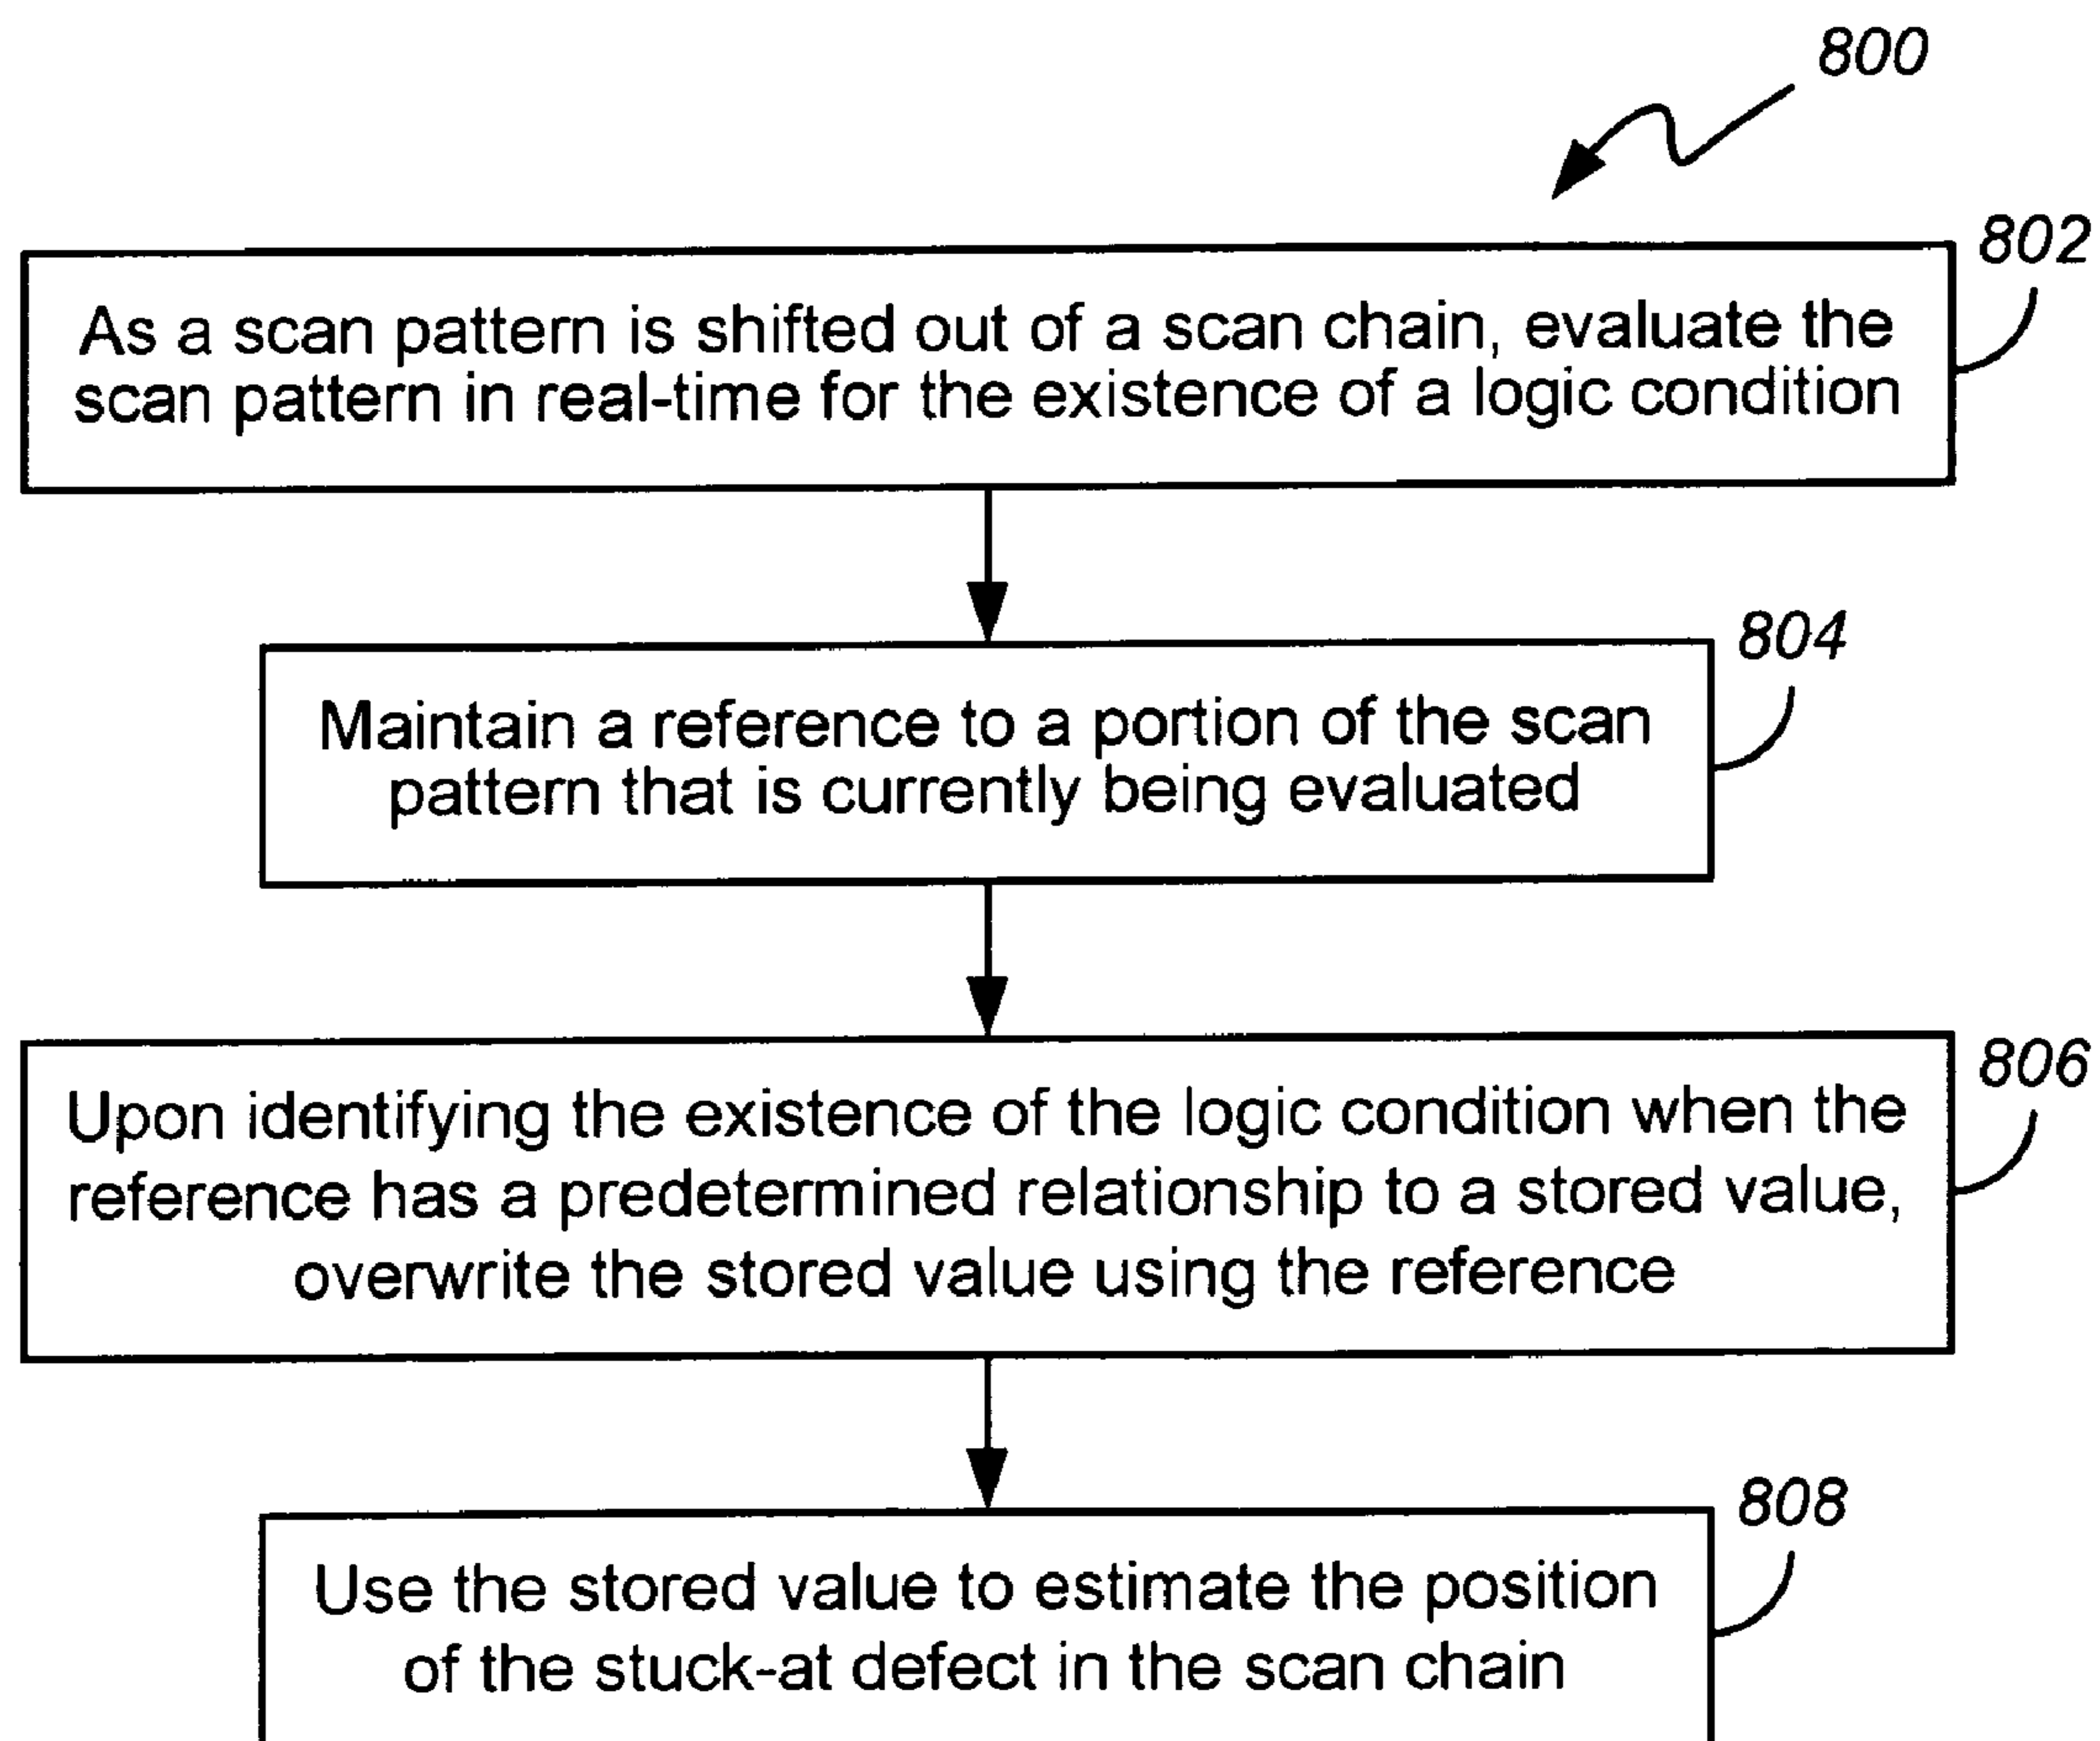 800
802
As a scan pattern is shifted out of a scan chain, evaluate the
scan pattern in real-time for the existence of a logic condition
804
Maintain a reference to a portion of the scan
pattern that is currently being evaluated
806
Upon identifying the existence of the logic condition when the
reference has a predetermined relationship to a stored value,
overwrite the stored value using the reference
808
Use the stored value to estimate the position
of the stuck-at defect in the scan chain